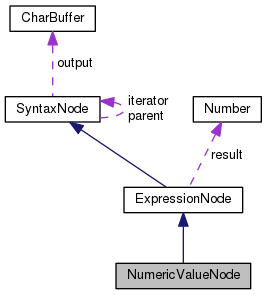 CharBuffer
output
SyntaxNode
iterator
parent
Number
result
ExpressionNode
NumericValueNode